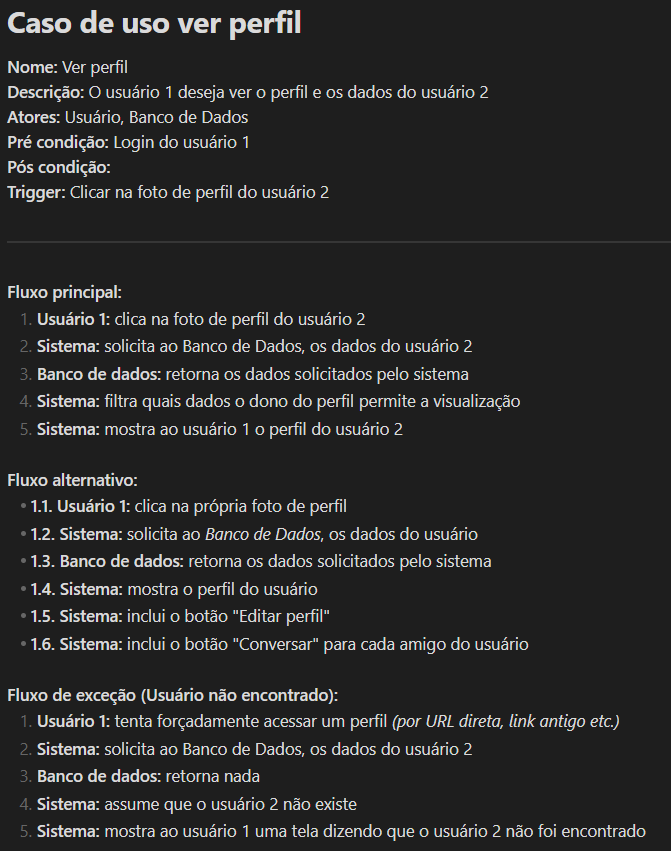 Caso de uso ver perfil
Nome: Ver perfil
Descrição: O usuário 1 deseja ver o perfil e os dados do usuário 2
Atores: Usuário, Banco de Dados
Pré condição: Login do usuário 1
Pós condição:
Trigger: Clicar na foto de perfil do usuário 2
Fluxo principal:
1. Usuário 1: clica na foto de perfil do usuário 2
2. Sistema: solicita ao Banco de Dados, os dados do usuário 2
3. Banco de dados: retorna os dados solicitados pelo sistema
4. Sistema: filtra quais dados o dono do perfil permite a visualização
5. Sistema: mostra ao usuário 1 o perfil do usuário 2
Fluxo alternativo:
• 1.1. Usuário 1: clica na própria foto de perfil
• 1.2. Sistema: solicita ao Banco de Dados, os dados do usuário
• 1.3. Banco de dados: retorna os dados solicitados pelo sistema
• 1.4. Sistema: mostra o perfil do usuário
• 1.5. Sistema: inclui o botão "Editar perfil"
• 1.6. Sistema: inclui o botão "Conversar" para cada amigo do usuário
Fluxo de exceção (Usuário não encontrado):
1. Usuário 1: tenta forçadamente acessar um perfil (por URL direta, link antigo etc.)
2. Sistema: solicita ao Banco de Dados, os dados do usuário 2
3. Banco de dados: retorna nada
4. Sistema: assume que o usuário 2 não existe
5. Sistema: mostra ao usuário 1 uma tela dizendo que o usuário 2 não foi encontrado